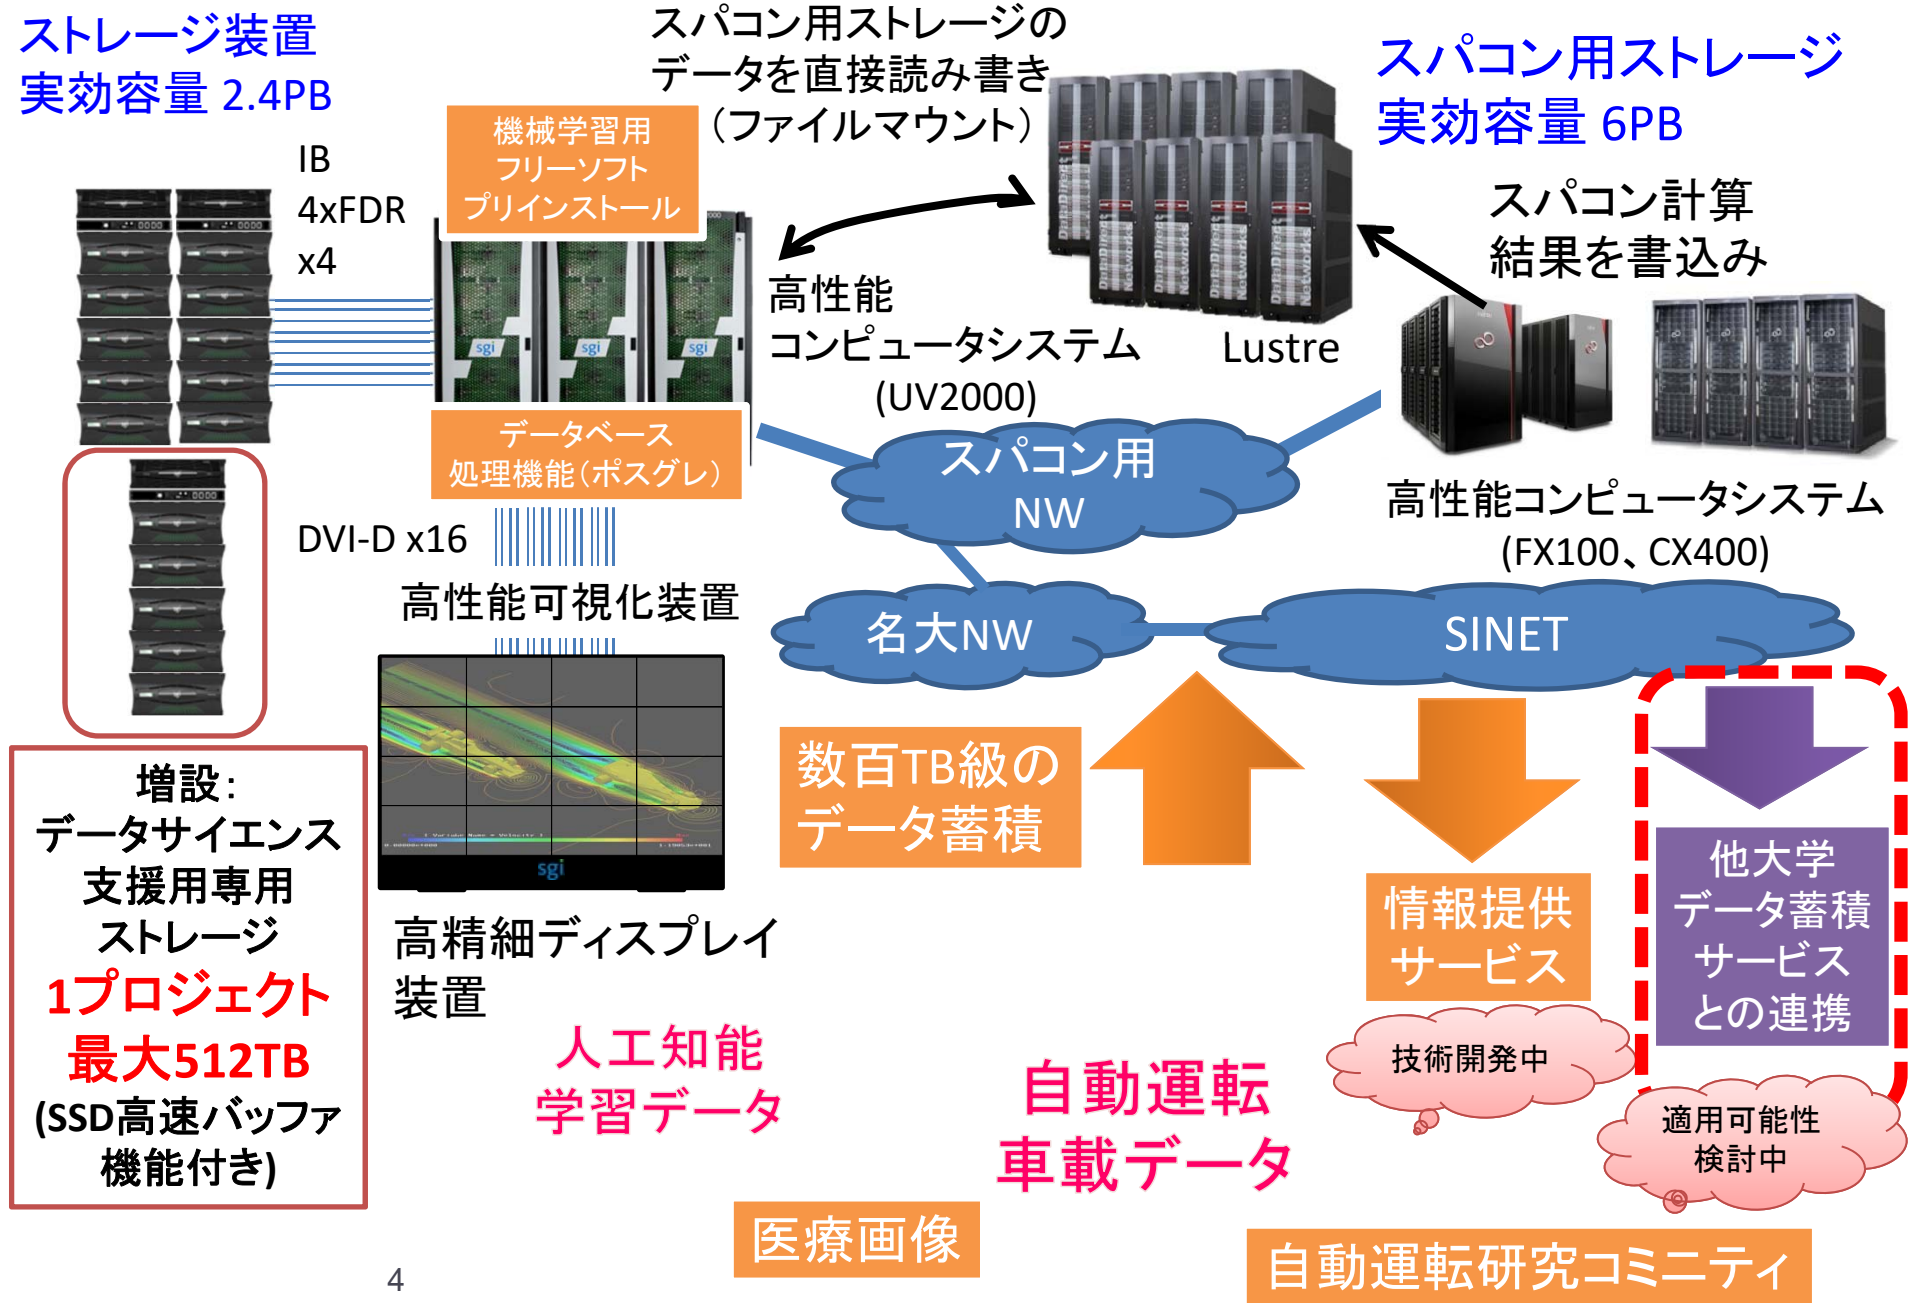 ストレージ装置
実効容量 2.4PB
スパコン用ストレージの
データを直接読み書き
（ファイルマウント）
スパコン用ストレージ
実効容量 6PB
機械学習用
フリーソフト
プリインストール
IB
4xFDR
x4
スパコン計算
結果を書込み
高性能
コンピュータシステム
(UV2000)
Lustre
sgi
sgi
sgi
データベース
処理機能（ポスグレ）
スパコン用
NW
高性能コンピュータシステム
(FX100、CX400)
DVI-D x16
高性能可視化装置
名大NW
SINET
sgi
高精細ディスプレイ
装置
数百TB級の
データ蓄積
増設：
データサイエンス
支援用専用
ストレージ
1プロジェクト
最大512TB
(SSD高速バッファ
機能付き)
情報提供
サービス
他大学
データ蓄積
サービス
との連携
技術開発中
適用可能性
検討中
人工知能
学習データ
自動運転
車載データ
医療画像
自動運転研究コミニティ
4